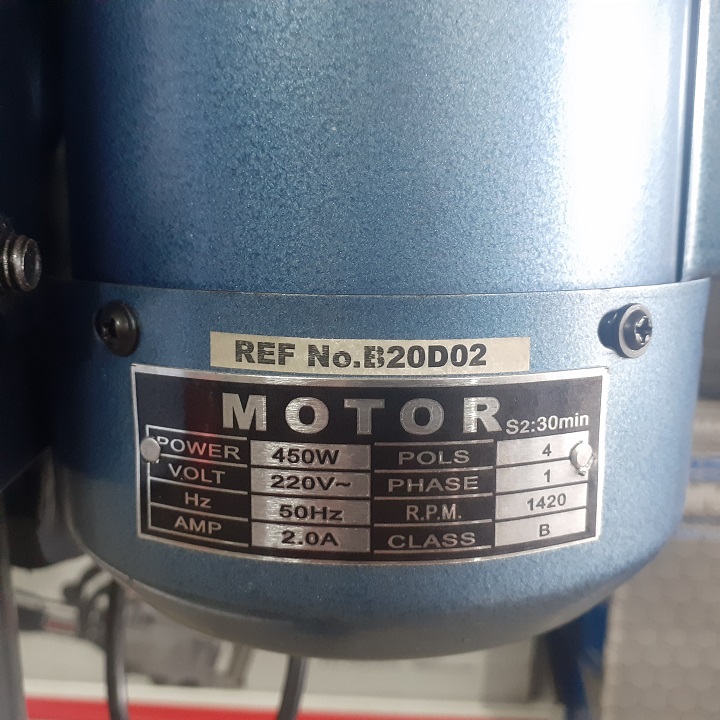 REF No.B20D02
MOTOR S2:30min
POWER 450W POLS 4
VOLT 220V~ PHASE 1
Hz 50Hz R.P.M. 1420
AMP 2.0A CLASS B